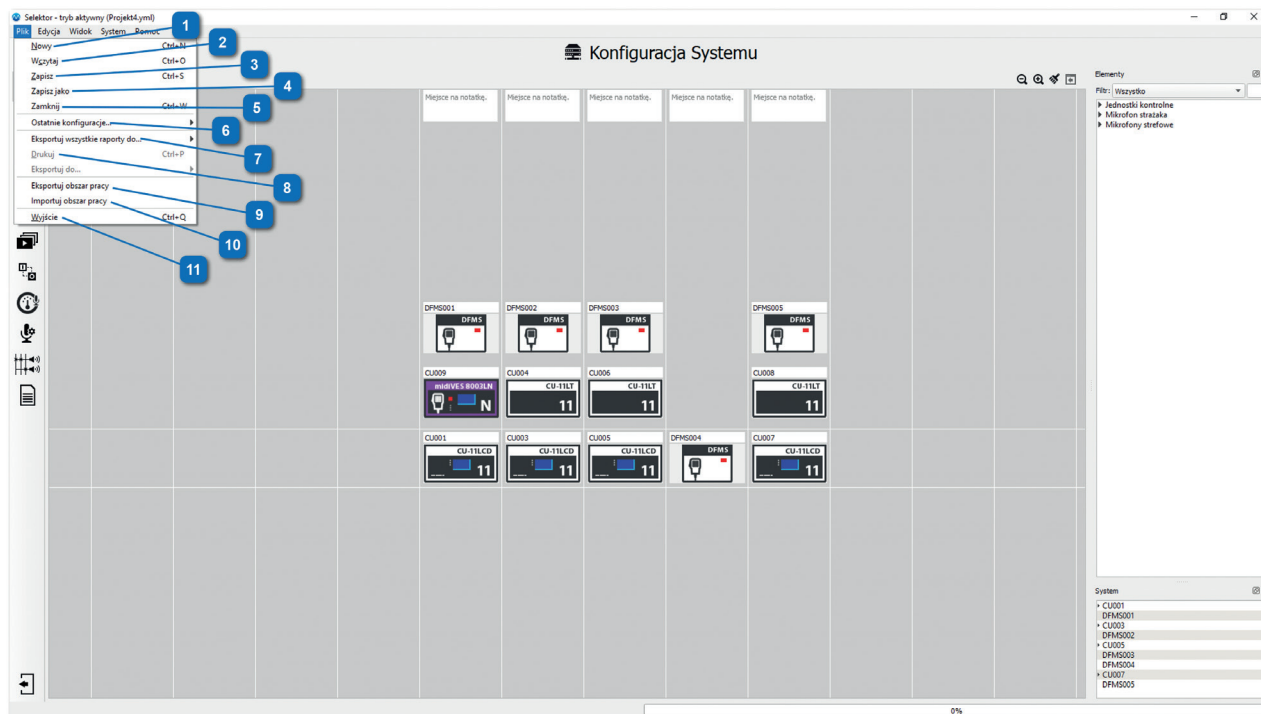 Selektor - tryb aktywny (Projekt4.yml)
Plik Edycja Widok System Pomoc
1
Nowy Ctrl+N
2
Wczytaj Ctrl+O
3
Zapisz Ctrl+S
4
Zapisz jako
5
Zamknij Ctrl+W
6
Ostatnie konfiguracje...
7
Eksportuj wszystkie raporty do...
Drukuj Ctrl+P
8
Eksportuj do...
Eksportuj obszar pracy
9
Importuj obszar pracy
10
Wyjście Ctrl+Q
11
Konfiguracja Systemu
Miejsce na notatkę. Miejsce na notatkę. Miejsce na notatkę. Miejsce na notatkę. Miejsce na notatkę.
DFMS001 DFMS002 DFMS003 DFMS005
DFMS DFMS DFMS DFMS
CU009 CU004 CU006 CU008
midiVES 8003LN CU-11LT CU-11LT CU-11LT
N 11 11 11
CU001 CU003 CU005 DFMS004 CU007
CU-11LCD CU-11LCD CU-11LCD DFMS CU-11LCD
11 11 11 11
Elementy
Filtr: Wszystko
Jednostki kontrolne
Mikrofon strażaka
Mikrofony strefowe
System
CU001
DFMS001
CU003
DFMS002
CU005
DFMS003
DFMS004
CU007
DFMS005
0%